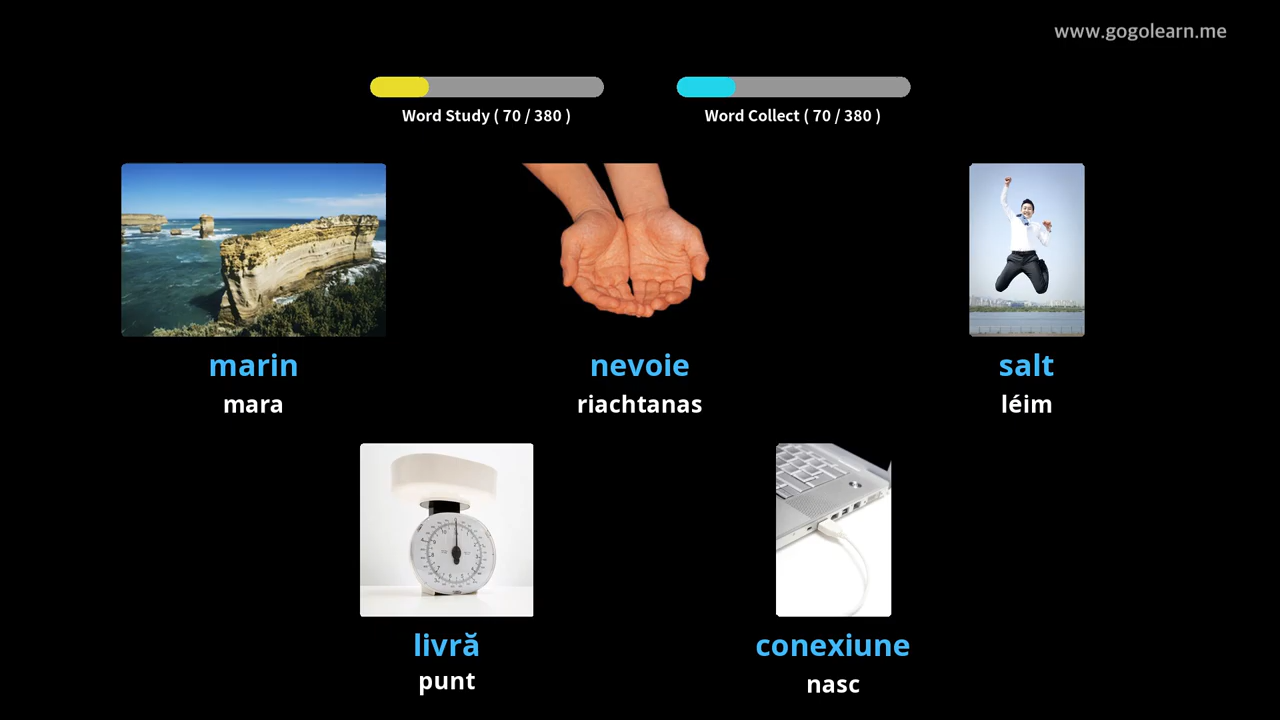 www.gogolearn.me
Word Study ( 70 / 380 )
Word Collect ( 70 / 380 )
marin
mara
nevoie
riachtanas
salt
léim
livră
punt
conexiune
nasc